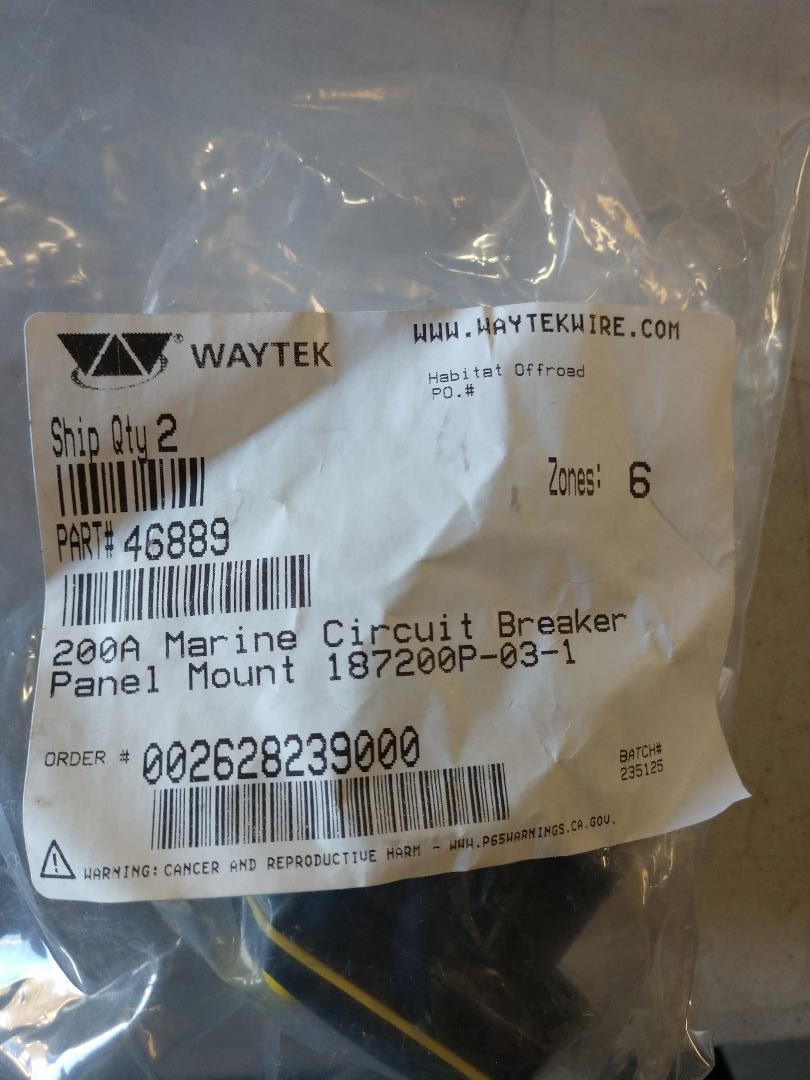 WAYTEK®
WWW.WAYTEKWIRE.COM
Habitat Offroad
PO.#
Ship Qty 2
Zones: 6
PART# 46889
200A Marine Circuit Breaker
Panel Mount 187200P-03-1
ORDER # 002628239000
BATCH#
235125
WARNING: CANCER AND REPRODUCTIVE HARM - WWW.P65WARNINGS.CA.GOV.